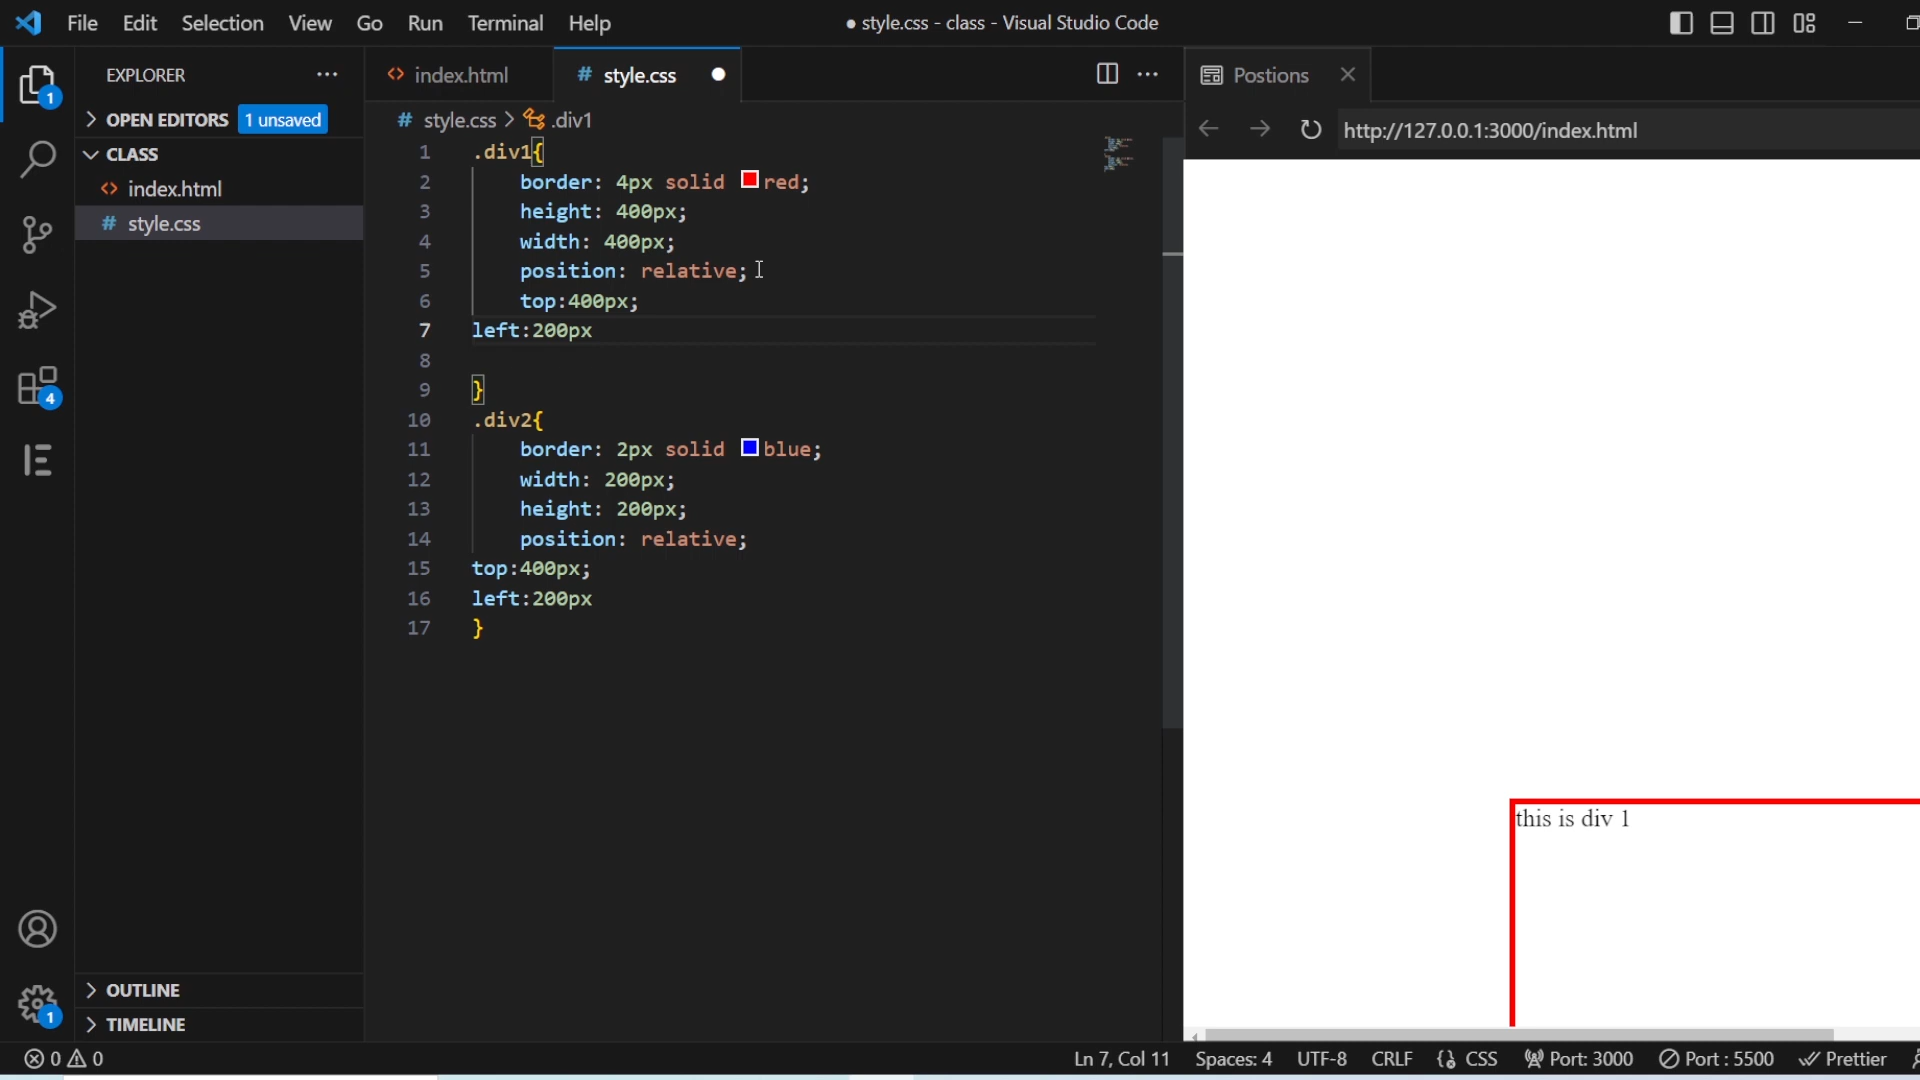 File Edit Selection View Go Run Terminal Help
● style.css - class - Visual Studio Code
EXPLORER
index.html
# style.css
Postions
OPEN EDITORS
1 unsaved
# style.css > .div1
http://127.0.0.1:3000/index.html
CLASS
index.html
# style.css
1 .div1{
2 border: 4px solid red;
3 height: 400px;
4 width: 400px;
5 position: relative;
6 top:400px;
7 left:200px
8
9 }
10 .div2{
11 border: 2px solid blue;
12 width: 200px;
13 height: 200px;
14 position: relative;
15 top:400px;
16 left:200px
17 }
this is div 1
1
4
1
OUTLINE
TIMELINE
0 0
Ln 7, Col 11 Spaces: 4 UTF-8 CRLF CSS Port: 3000 Port : 5500 Prettier